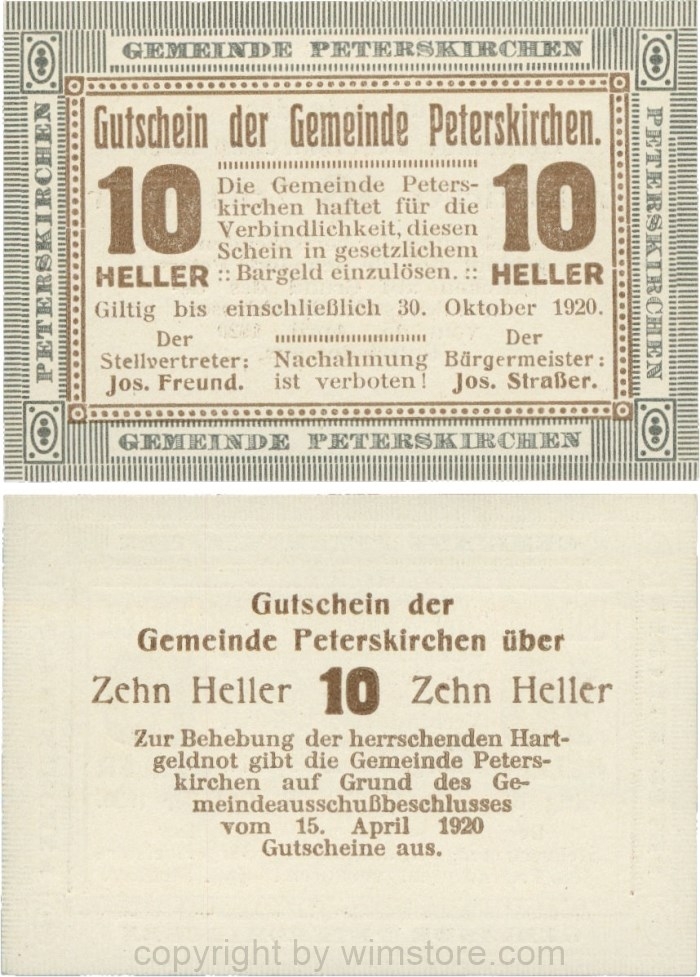 GEMEINDE PETERSKIRCHEN
PETERSKIRCHEN
PETERSKIRCHEN
Gutschein der Gemeinde Peterskirchen.
10
HELLER
Die Gemeinde Peters-
kirchen haftet für die
Verbindlichkeit, diesen
Schein in gesetzlichem
:: Bargeld einzulösen. ::
10
HELLER
Giltig bis einschließlich 30. Oktober 1920.
Der
Stellvertreter:
Jos. Freund.
Nachahmung
ist verboten!
Der
Bürgermeister:
Jos. Straßer.
GEMEINDE PETERSKIRCHEN
Gutschein der
Gemeinde Peterskirchen über
Zehn Heller 10 Zehn Heller
Zur Behebung der herrschenden Hart-
geldnot gibt die Gemeinde Peters-
kirchen auf Grund des Ge-
meindeausschußbeschlusses
vom 15. April 1920
Gutscheine aus.
copyright by wimstore.com